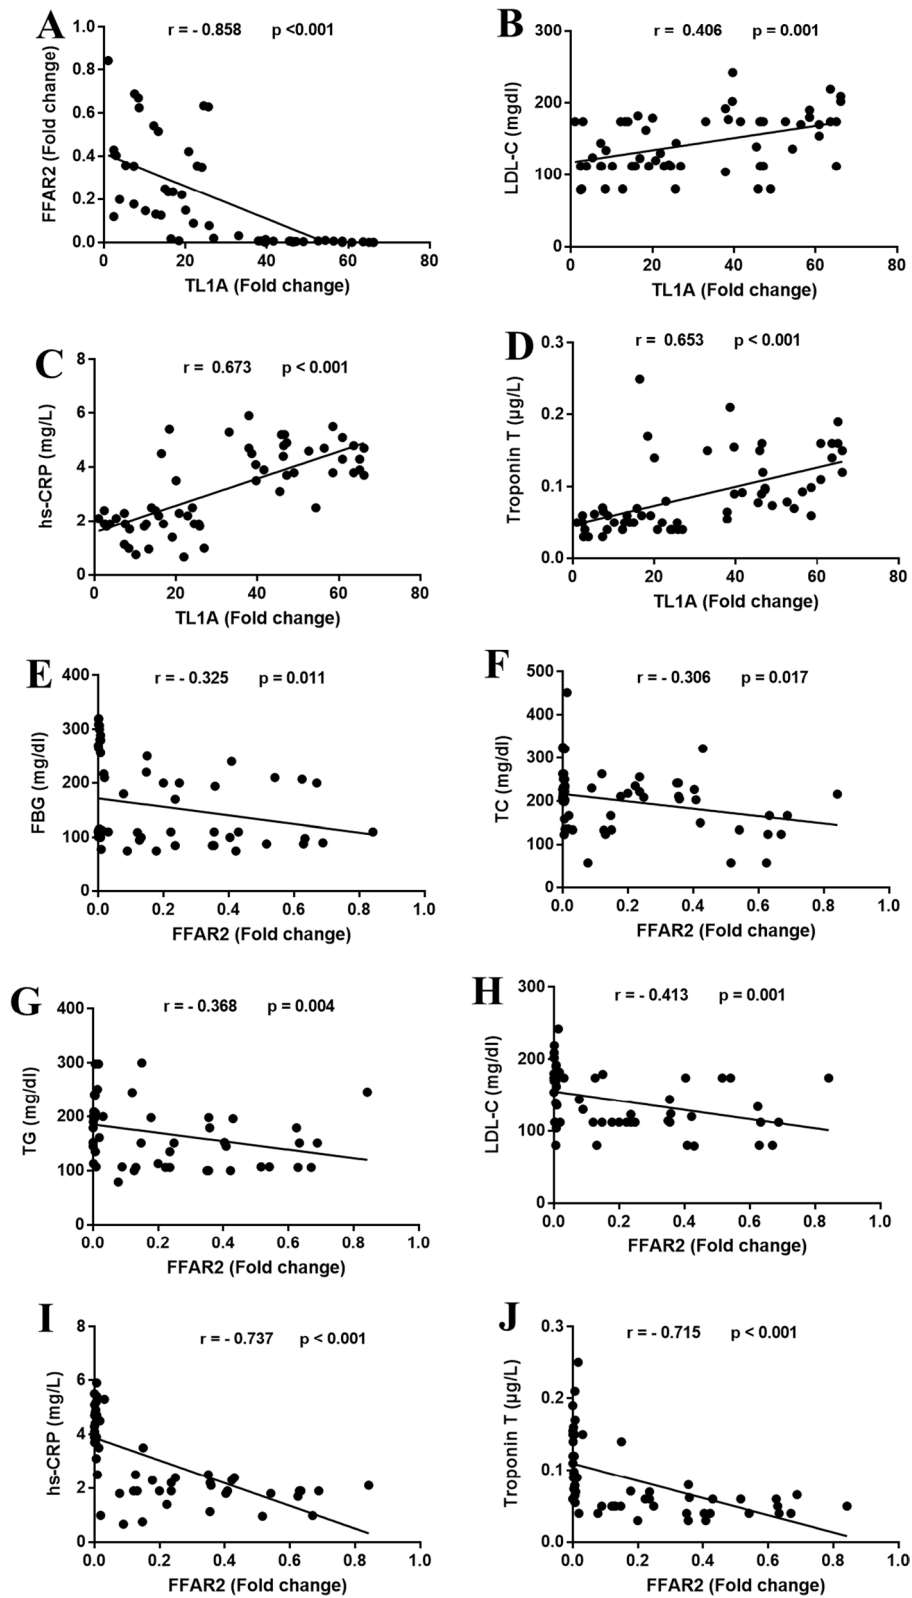 A
r = - 0.858 p <0.001
FFAR2 (Fold change)
1.0
0.8
0.6
0.4
0.2
0.0
0 20 40 60 80
TL1A (Fold change)
B
r = 0.406 p = 0.001
LDL-C (mgdl)
300
200
100
0
0 20 40 60 80
TL1A (Fold change)
C
r = 0.673 p < 0.001
hs-CRP (mg/L)
8
6
4
2
0
0 20 40 60 80
TL1A (Fold change)
D
r = 0.653 p < 0.001
Troponin T (µg/L)
0.3
0.2
0.1
0.0
0 20 40 60 80
TL1A (Fold change)
E
r = - 0.325 p = 0.011
FBG (mg/dl)
400
300
200
100
0
0.0 0.2 0.4 0.6 0.8 1.0
FFAR2 (Fold change)
F
r = - 0.306 p = 0.017
TC (mg/dl)
500
400
300
200
100
0
0.0 0.2 0.4 0.6 0.8 1.0
FFAR2 (Fold change)
G
r = - 0.368 p = 0.004
TG (mg/dl)
400
300
200
100
0
0.0 0.2 0.4 0.6 0.8 1.0
FFAR2 (Fold change)
H
r = - 0.413 p = 0.001
LDL-C (mg/dl)
300
200
100
0
0.0 0.2 0.4 0.6 0.8 1.0
FFAR2 (Fold change)
I
r = - 0.737 p < 0.001
hs-CRP (mg/L)
8
6
4
2
0
0.0 0.2 0.4 0.6 0.8 1.0
FFAR2 (Fold change)
J
r = - 0.715 p < 0.001
Troponin T (µg/L)
0.3
0.2
0.1
0.0
0.0 0.2 0.4 0.6 0.8 1.0
FFAR2 (Fold change)